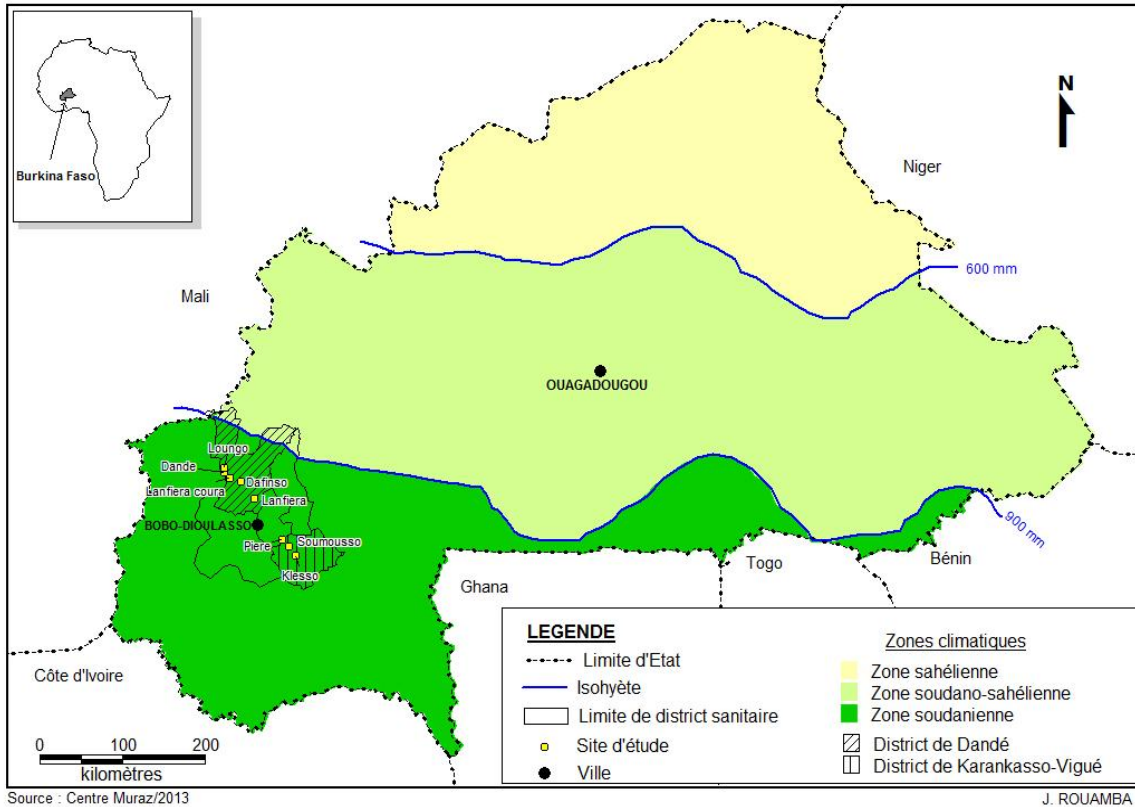 Burkina Faso
N
Niger
Mali
600 mm
OUAGADOUGOU
Loungo
Dande
Dafinso
Lanfiera coura
Lanfiera
BOBO-DIOULASSO
Soumousso
Piere
Klesso
900 mm
Bénin
Togo
Ghana
Côte d'Ivoire
LEGENDE
Limite d'Etat
Isohyète
Limite de district sanitaire
Site d'étude
Ville
Zones climatiques
Zone sahélienne
Zone soudano-sahélienne
Zone soudanienne
District de Dandé
District de Karankasso-Vigué
0 100 200
kilomètres
Source : Centre Muraz/2013
J. ROUAMBA